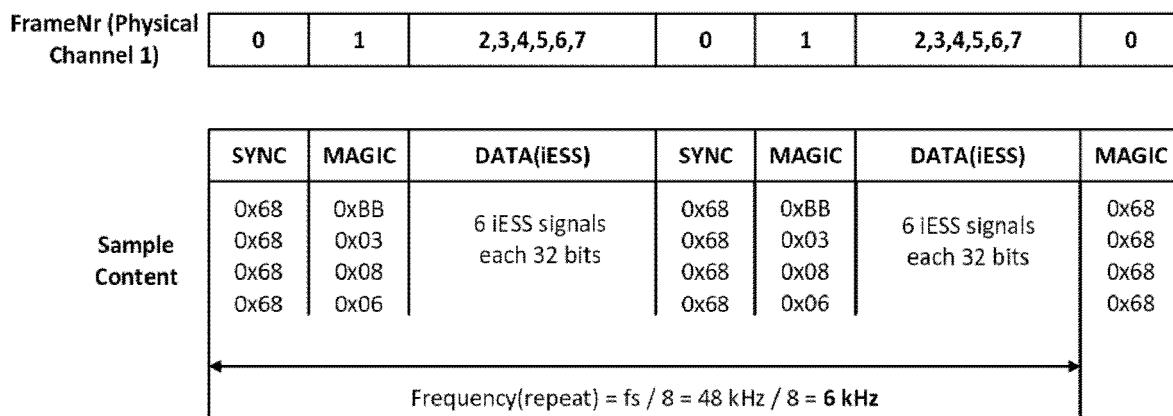 FrameNr (Physical Channel 1) 0 1 2,3,4,5,6,7 0 1 2,3,4,5,6,7 0
SYNC MAGIC DATA(iESS) SYNC MAGIC DATA(iESS) MAGIC
Sample Content
0x68 0xBB 6 iESS signals 0x68 0xBB 6 iESS signals 0x68
0x68 0x03 each 32 bits 0x68 0x03 each 32 bits 0x68
0x68 0x08 0x68 0x08 0x68
0x68 0x06 0x68 0x06 0x68
Frequency(repeat) = fs / 8 = 48 kHz / 8 = 6 kHz